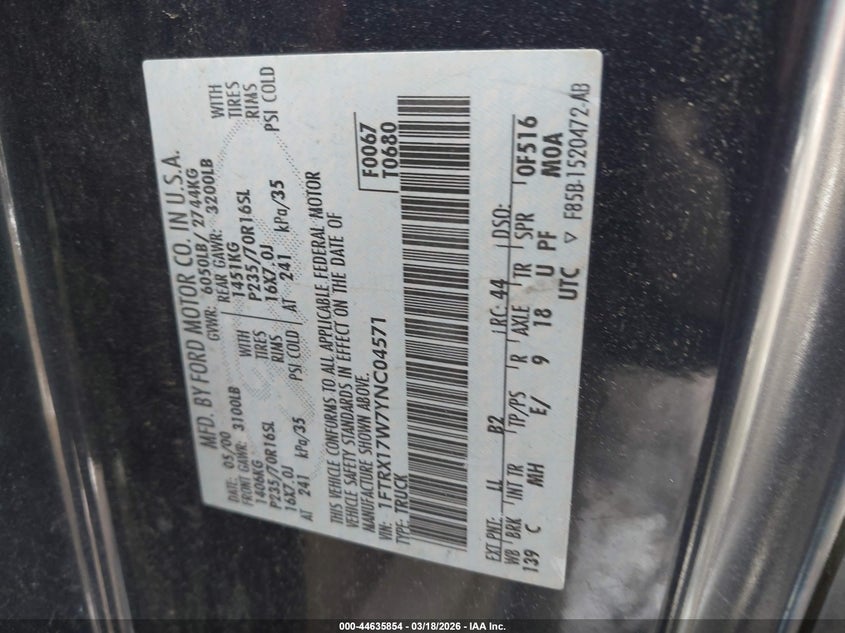 MFD. BY FORD MOTOR CO. IN U.S.A.
DATE: 05/00 GVWR: 6050LB/ 2744KG
FRONT GAWR: 3100LB REAR GAWR: 3200LB
1406KG WITH 1451KG WITH
P235/70R16SL TIRES P235/70R16SL TIRES
16X7.0J RIMS 16X7.0J RIMS
AT 241 kPa/35 PSI COLD AT 241 kPa/35 PSI COLD
THIS VEHICLE CONFORMS TO ALL APPLICABLE FEDERAL MOTOR
VEHICLE SAFETY STANDARDS IN EFFECT ON THE DATE OF
MANUFACTURE SHOWN ABOVE.
VIN: 1FTRX17W7YNC04571
TYPE: TRUCK
F0067
T0680
EXT PNT: LL B2 RC: 44 DSO: 0F516
WB BRK INT TR TP/PS R AXLE TR SPR MOA
139 C MH E/ 9 18 U PF
UTC ▽ F85B-1520472-AB
000-44635854 / 03/18/2026 - IAA Inc.